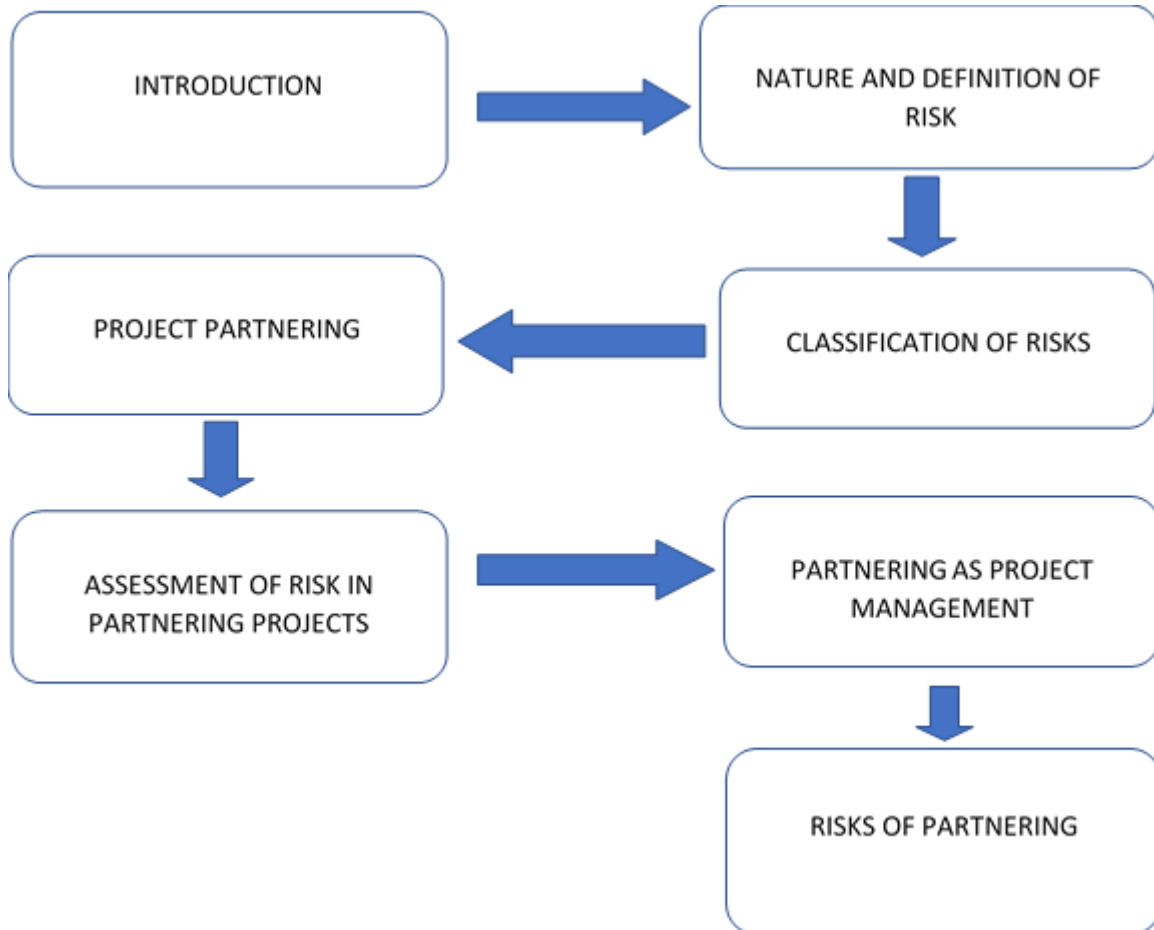 INTRODUCTION
NATURE AND DEFINITION OF
RISK
CLASSIFICATION OF RISKS
PROJECT PARTNERING
ASSESSMENT OF RISK IN
PARTNERING PROJECTS
PARTNERING AS PROJECT
MANAGEMENT
RISKS OF PARTNERING